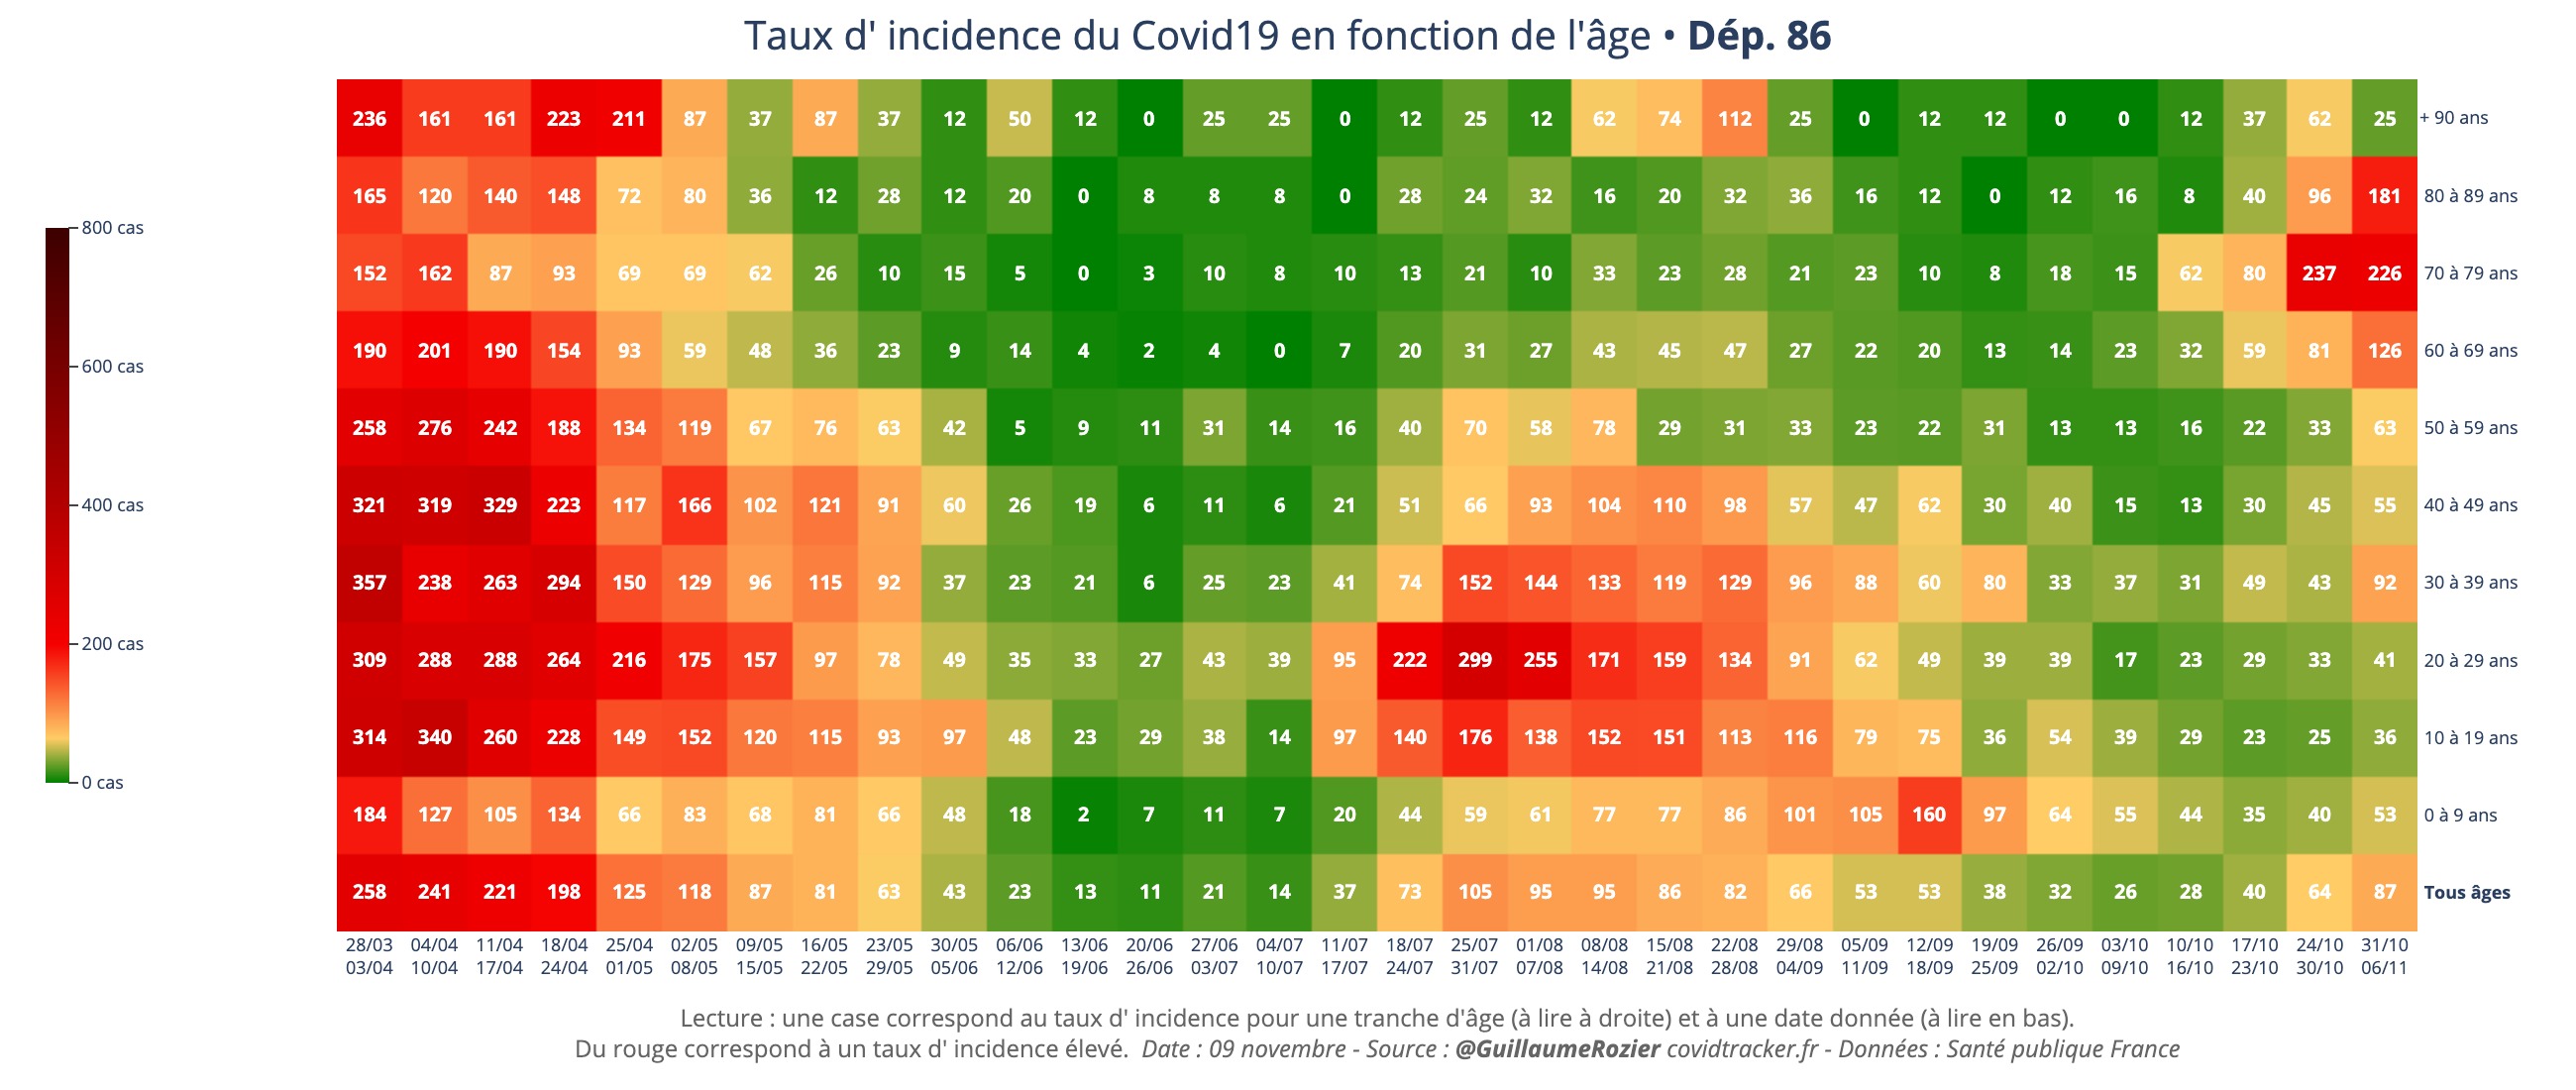 Taux d' incidence du Covid19 en fonction de l'âge • Dép. 86
236 161 161 223 211 87 37 87 37 12 50 12 0 25 25 0 12 25 12 62 74 112 25 0 12 12 0 0 12 37 62 25 + 90 ans
165 120 140 148 72 80 36 12 28 12 20 0 8 8 8 0 28 24 32 16 20 32 36 16 12 0 12 16 8 40 96 181 80 à 89 ans
800 cas
152 162 87 93 69 69 62 26 10 15 5 0 3 10 8 10 13 21 10 33 23 28 21 23 10 8 18 15 62 80 237 226 70 à 79 ans
190 201 190 154 93 59 48 36 23 9 14 4 2 4 0 7 20 31 27 43 45 47 27 22 20 13 14 23 32 59 81 126 60 à 69 ans
600 cas
258 276 242 188 134 119 67 76 63 42 5 9 11 31 14 16 40 70 58 78 29 31 33 23 22 31 13 13 16 22 33 63 50 à 59 ans
400 cas
321 319 329 223 117 166 102 121 91 60 26 19 6 11 6 21 51 66 93 104 110 98 57 47 62 30 40 15 13 30 45 55 40 à 49 ans
357 238 263 294 150 129 96 115 92 37 23 21 6 25 23 41 74 152 144 133 119 129 96 88 60 80 33 37 31 49 43 92 30 à 39 ans
200 cas
309 288 288 264 216 175 157 97 78 49 35 33 27 43 39 95 222 299 255 171 159 134 91 62 49 39 39 17 23 29 33 41 20 à 29 ans
314 340 260 228 149 152 120 115 93 97 48 23 29 38 14 97 140 176 138 152 151 113 116 79 75 36 54 39 29 23 25 36 10 à 19 ans
0 cas
184 127 105 134 66 83 68 81 66 48 18 2 7 11 7 20 44 59 61 77 77 86 101 105 160 97 64 55 44 35 40 53 0 à 9 ans
258 241 221 198 125 118 87 81 63 43 23 13 11 21 14 37 73 105 95 95 86 82 66 53 53 38 32 26 28 40 64 87 Tous âges
28/03 04/04 11/04 18/04 25/04 02/05 09/05 16/05 23/05 30/05 06/06 13/06 20/06 27/06 04/07 11/07 18/07 25/07 01/08 08/08 15/08 22/08 29/08 05/09 12/09 19/09 26/09 03/10 10/10 17/10 24/10 31/10
03/04 10/04 17/04 24/04 01/05 08/05 15/05 22/05 29/05 05/06 12/06 19/06 26/06 03/07 10/07 17/07 24/07 31/07 07/08 14/08 21/08 28/08 04/09 11/09 18/09 25/09 02/10 09/10 16/10 23/10 30/10 06/11
Lecture : une case correspond au taux d' incidence pour une tranche d'âge (à lire à droite) et à une date donnée (à lire en bas).
Du rouge correspond à un taux d' incidence élevé. Date : 09 novembre - Source : @GuillaumeRozier covidtracker.fr - Données : Santé publique France